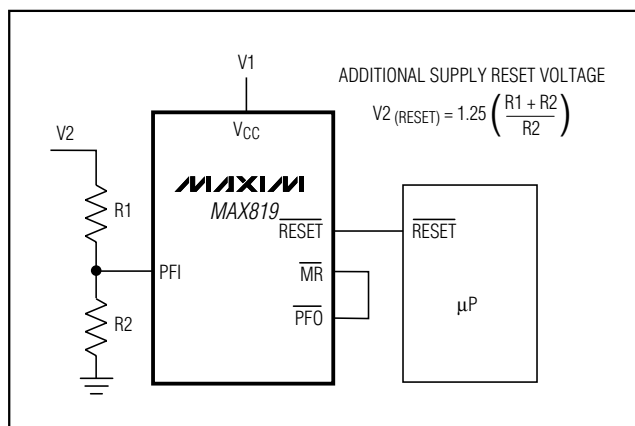 V1
ADDITIONAL SUPPLY RESET VOLTAGE
V2 (RESET) = 1.25 (R1 + R2 / R2)
V2
VCC
MAXIM
MAX819
R1
RESET
RESET
PFI
MR
µP
R2
PFO